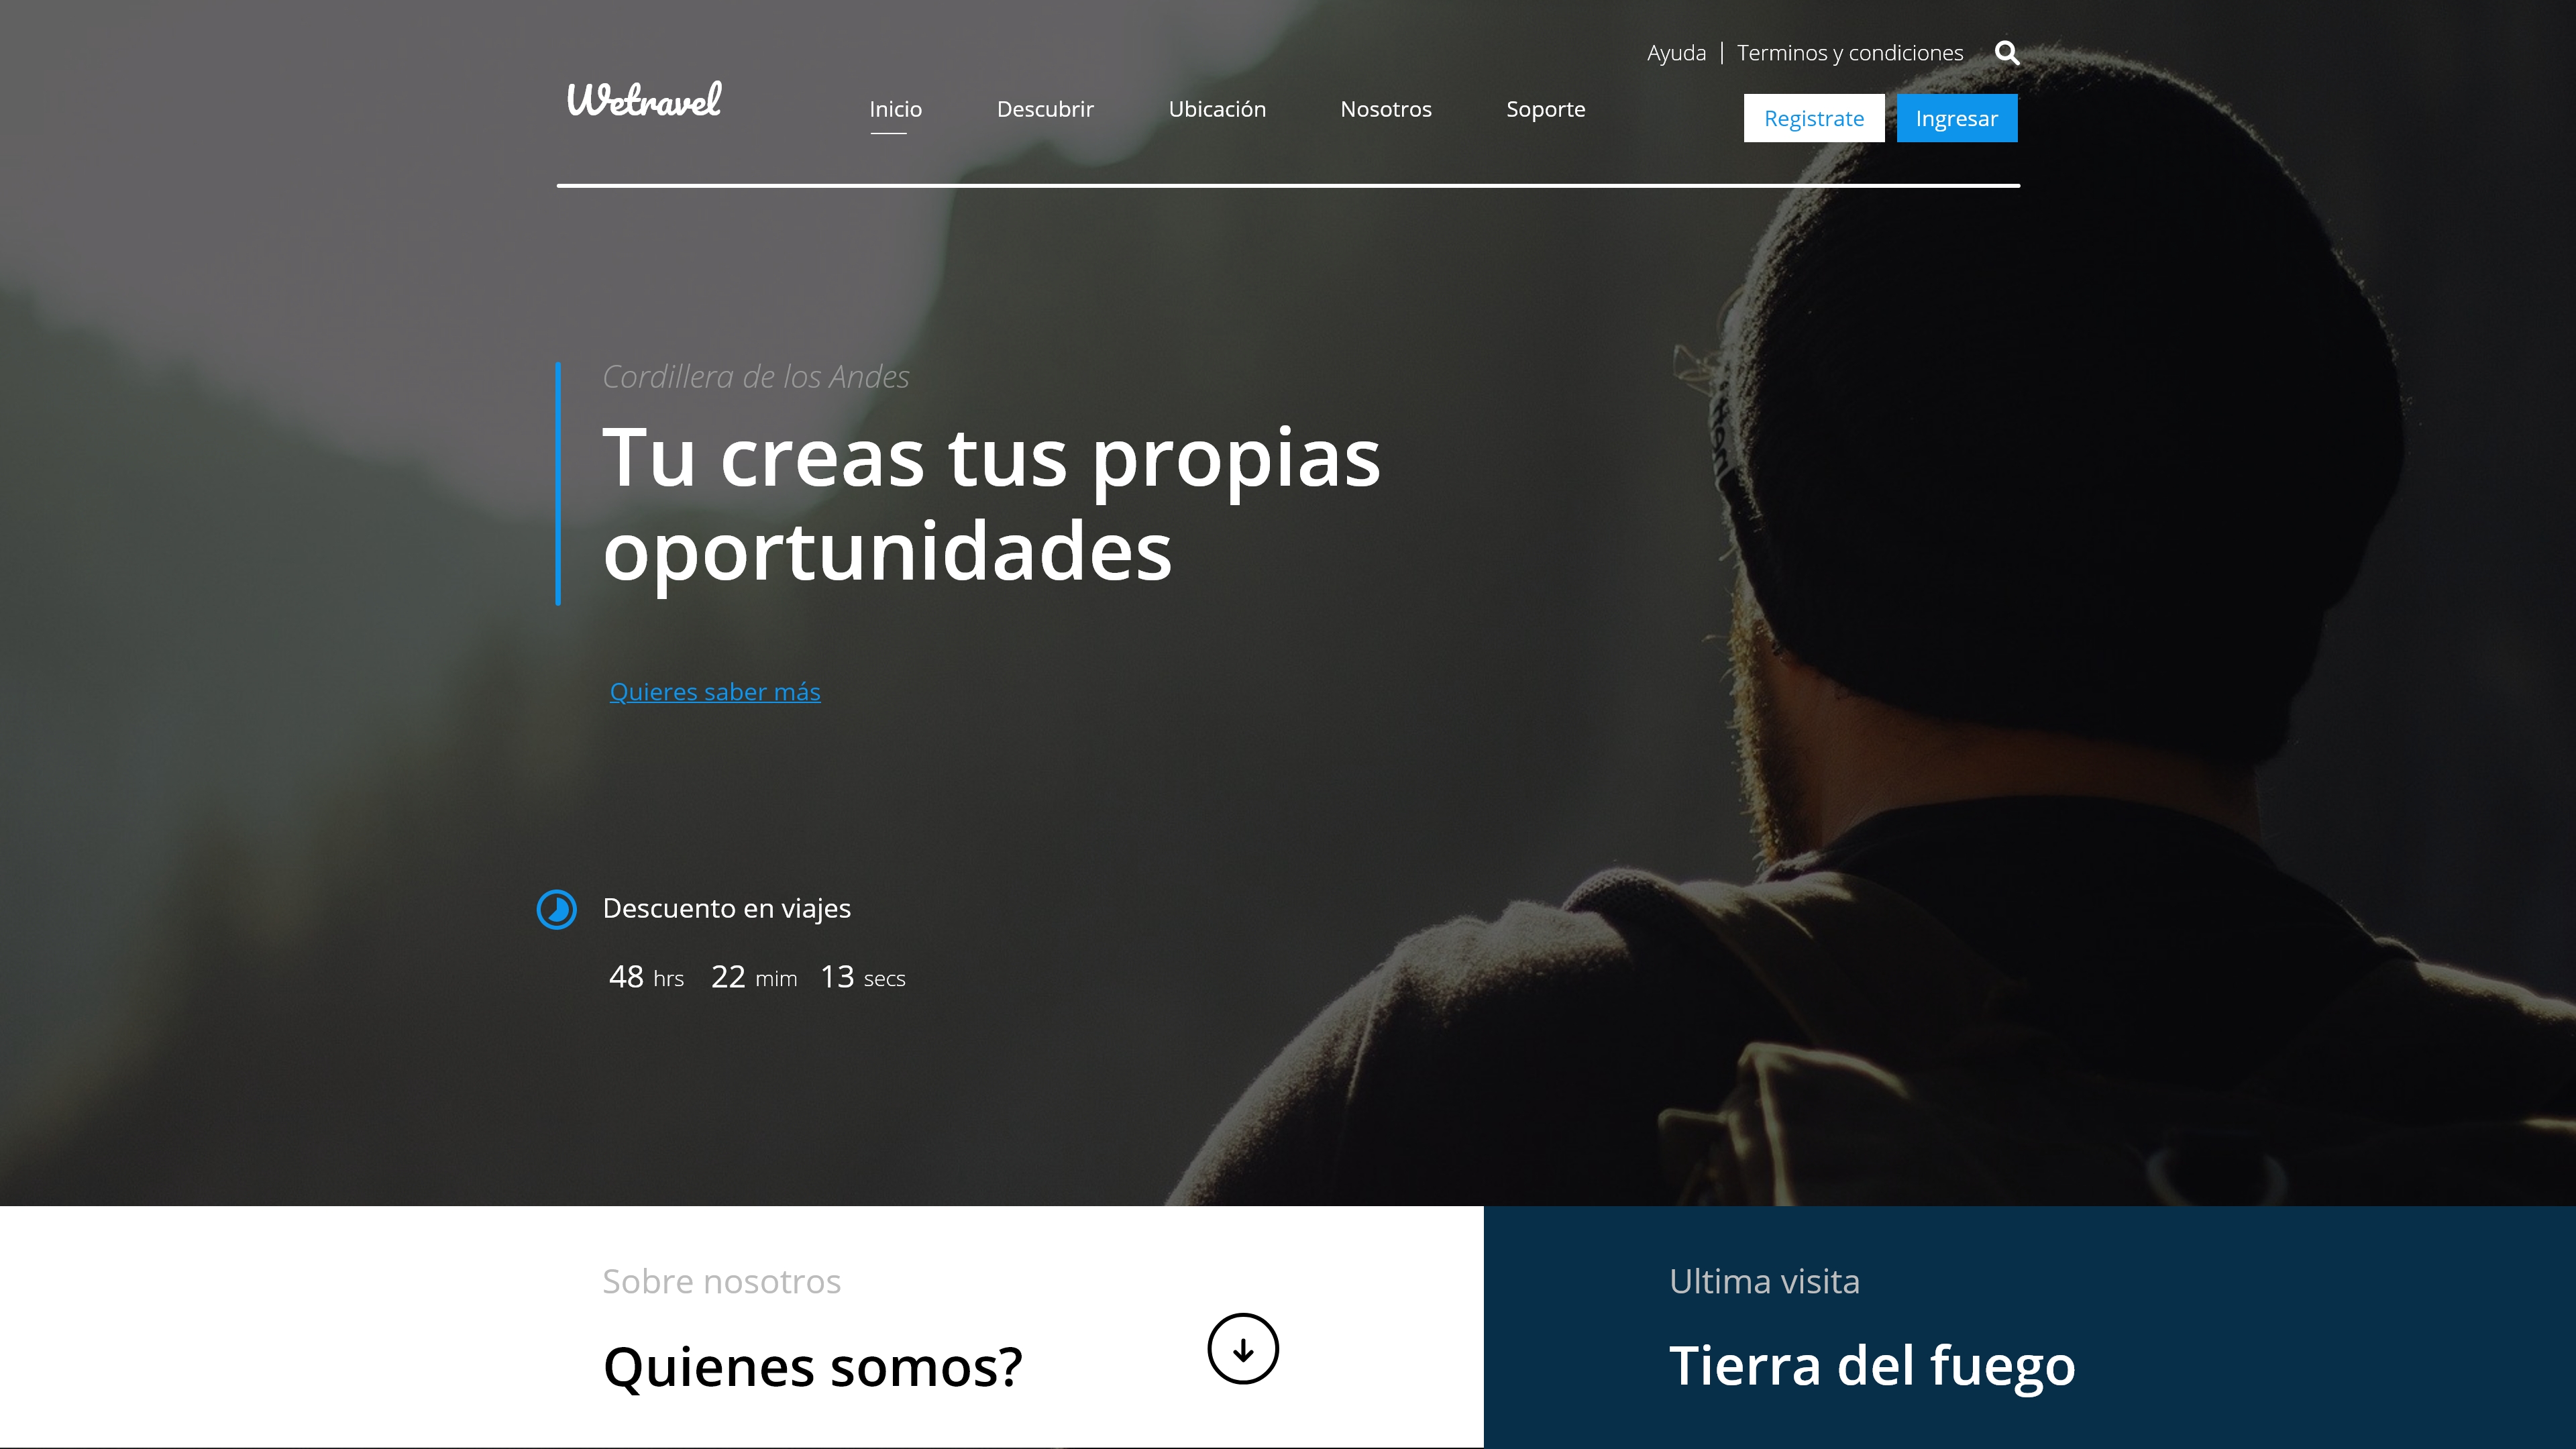 Ayuda | Terminos y condiciones
Wetravel
Inicio Descubrir Ubicación Nosotros Soporte
Registrate Ingresar
Cordillera de los Andes
Tu creas tus propias
oportunidades
Quieres saber más
Descuento en viajes
48 hrs 22 mim 13 secs
Sobre nosotros
Quienes somos?
Ultima visita
Tierra del fuego